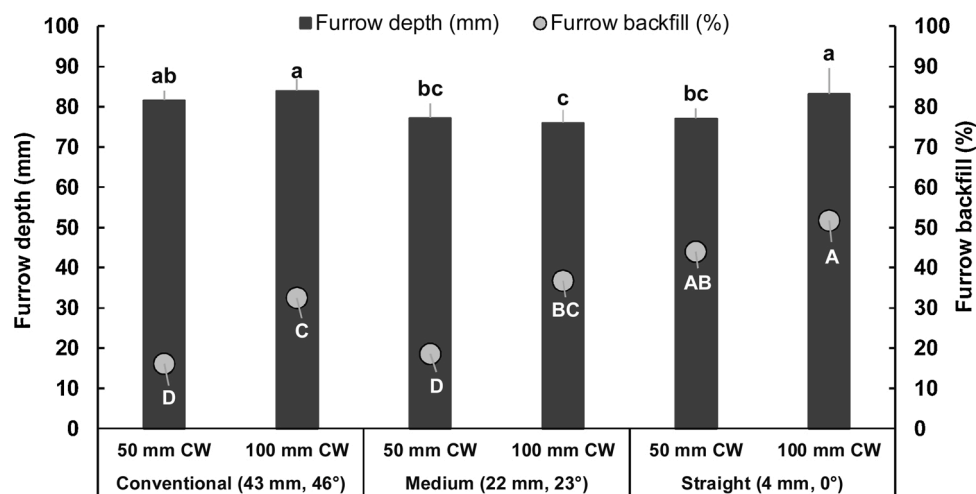 Furrow depth (mm) Furrow backfill (%)
100 100
90 90
80 80
70 70
60 60
50 50
40 40
30 30
20 20
10 10
0 0
Furrow depth (mm)
Furrow backfill (%)
ab a bc c bc a
D C D BC AB A
50 mm CW 100 mm CW 50 mm CW 100 mm CW 50 mm CW 100 mm CW
Conventional (43 mm, 46°) Medium (22 mm, 23°) Straight (4 mm, 0°)